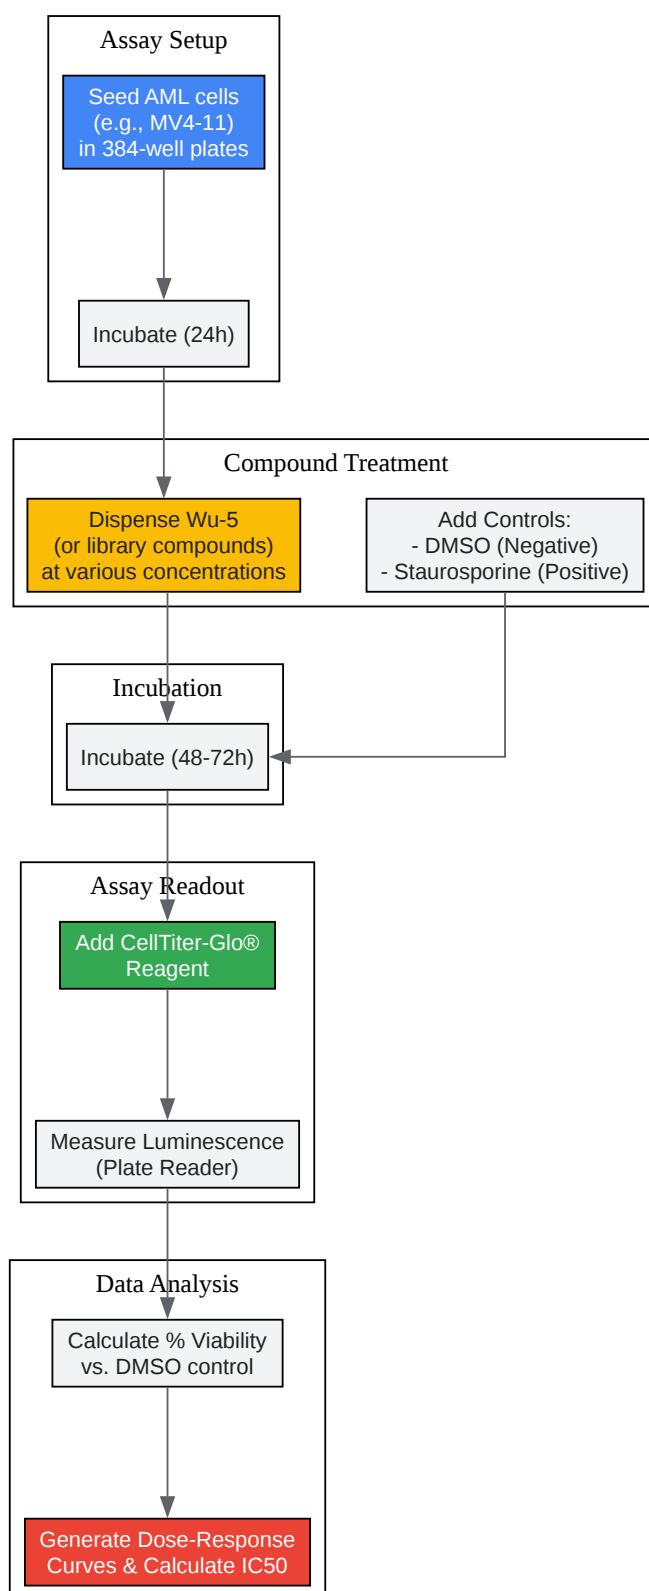 Assay Setup
Seed AML cells
(e.g., MV4-11)
in 384-well plates
Incubate (24h)
Compound Treatment
Dispense Wu-5
(or library compounds)
at various concentrations
Add Controls:
- DMSO (Negative)
- Staurosporine (Positive)
Incubation
Incubate (48-72h)
Assay Readout
Add CellTiter-Glo®
Reagent
Measure Luminescence
(Plate Reader)
Data Analysis
Calculate % Viability
vs. DMSO control
Generate Dose-Response
Curves & Calculate IC50